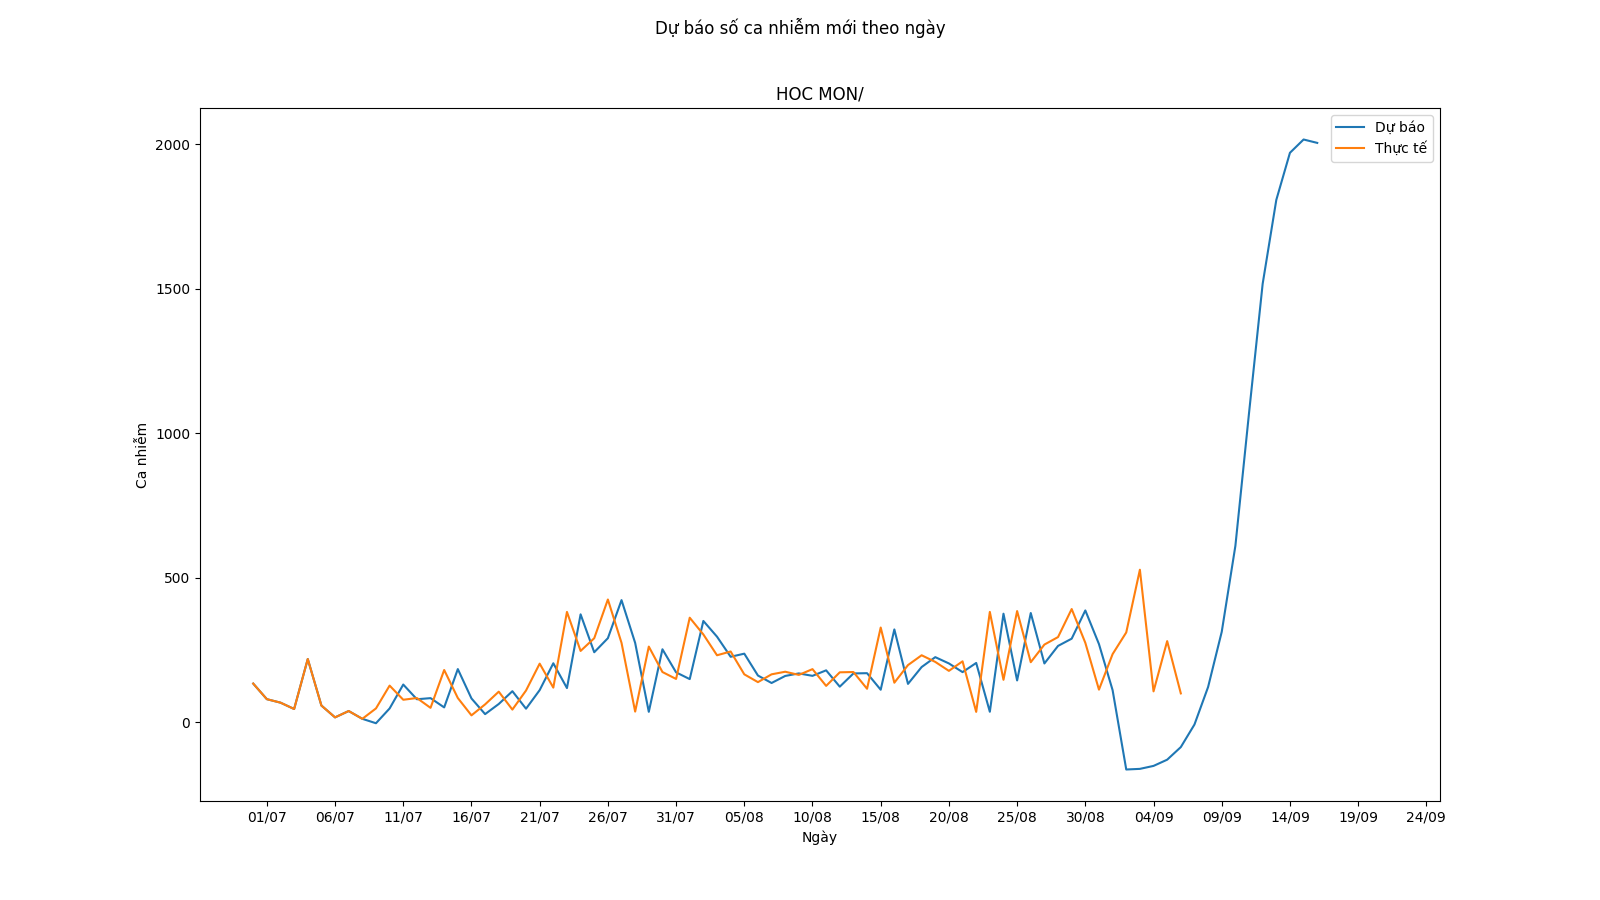 Dự báo số ca nhiễm mới theo ngày
HOC MON/
Dự báo
Thực tế
2000
1500
1000
500
0
Ca nhiễm
01/07 06/07 11/07 16/07 21/07 26/07 31/07 05/08 10/08 15/08 20/08 25/08 30/08 04/09 09/09 14/09 19/09 24/09
Ngày